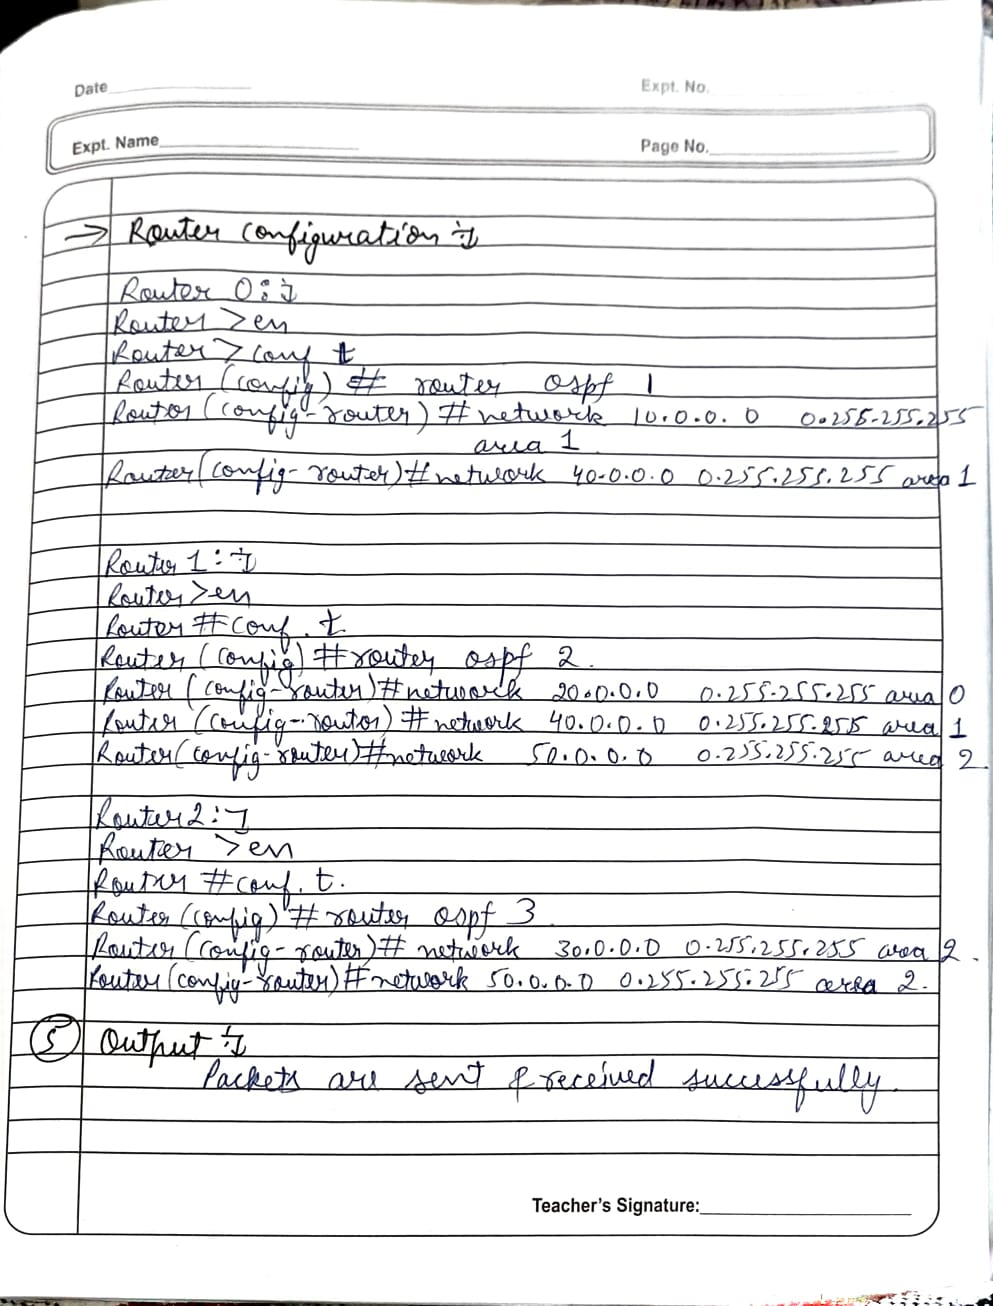 Date
Expt. No.
Expt. Name
Page No.
→ Router configuration :-
Router 0 :-
Router >en
Router > conf t
Router (config) # router ospf 1
Router (config-router) # network 10.0.0.0 0.255.255.255
area 1
Router(config-router)#network 40.0.0.0 0.255.255.255 area 1
Router 1 :-
Router >en
Router #conf. t
Router (config) #router ospf 2.
Router (config-router)#network 20.0.0.0 0.255.255.255 area 0
Router (config-router) #network 40.0.0.0 0.255.255.255 area 1
Router(config-router)#network 50.0.0.0 0.255.255.255 area 2
Router 2 :-
Router >en
Router #conf. t.
Router (config) # router ospf 3
Router (config-router)# network 30.0.0.0 0.255.255.255 area 2.
Router (config-router)#network 50.0.0.0 0.255.255.255 area 2.
5 Output :-
Packets are sent & received successfully.
Teacher's Signature: